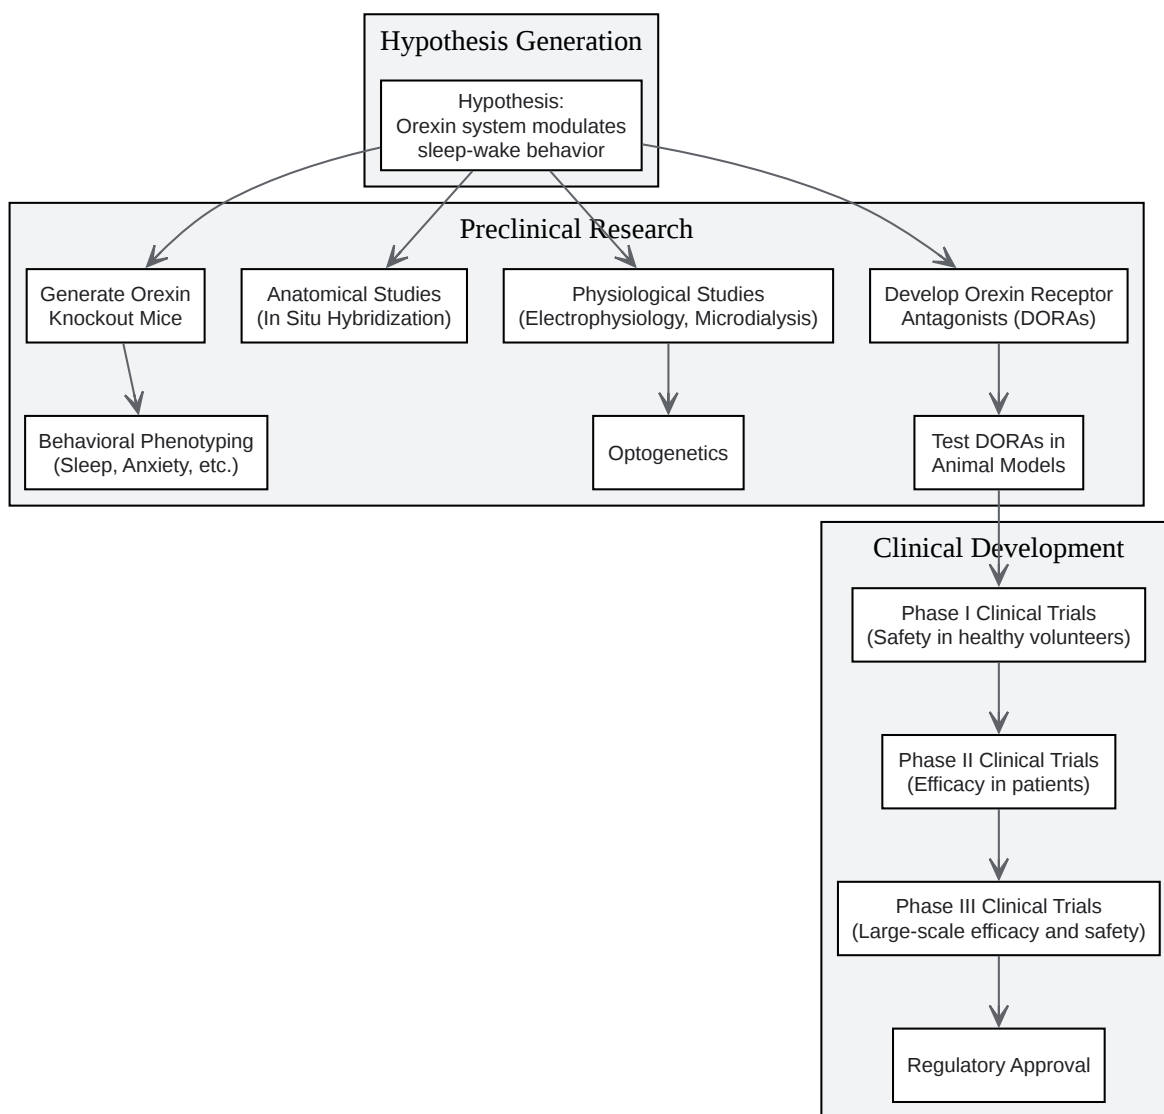 Hypothesis Generation
Hypothesis:
Orexin system modulates
sleep-wake behavior
Preclinical Research
Generate Orexin
Knockout Mice
Anatomical Studies
(In Situ Hybridization)
Physiological Studies
(Electrophysiology, Microdialysis)
Develop Orexin Receptor
Antagonists (DORAs)
Behavioral Phenotyping
(Sleep, Anxiety, etc.)
Optogenetics
Test DORAs in
Animal Models
Clinical Development
Phase I Clinical Trials
(Safety in healthy volunteers)
Phase II Clinical Trials
(Efficacy in patients)
Phase III Clinical Trials
(Large-scale efficacy and safety)
Regulatory Approval